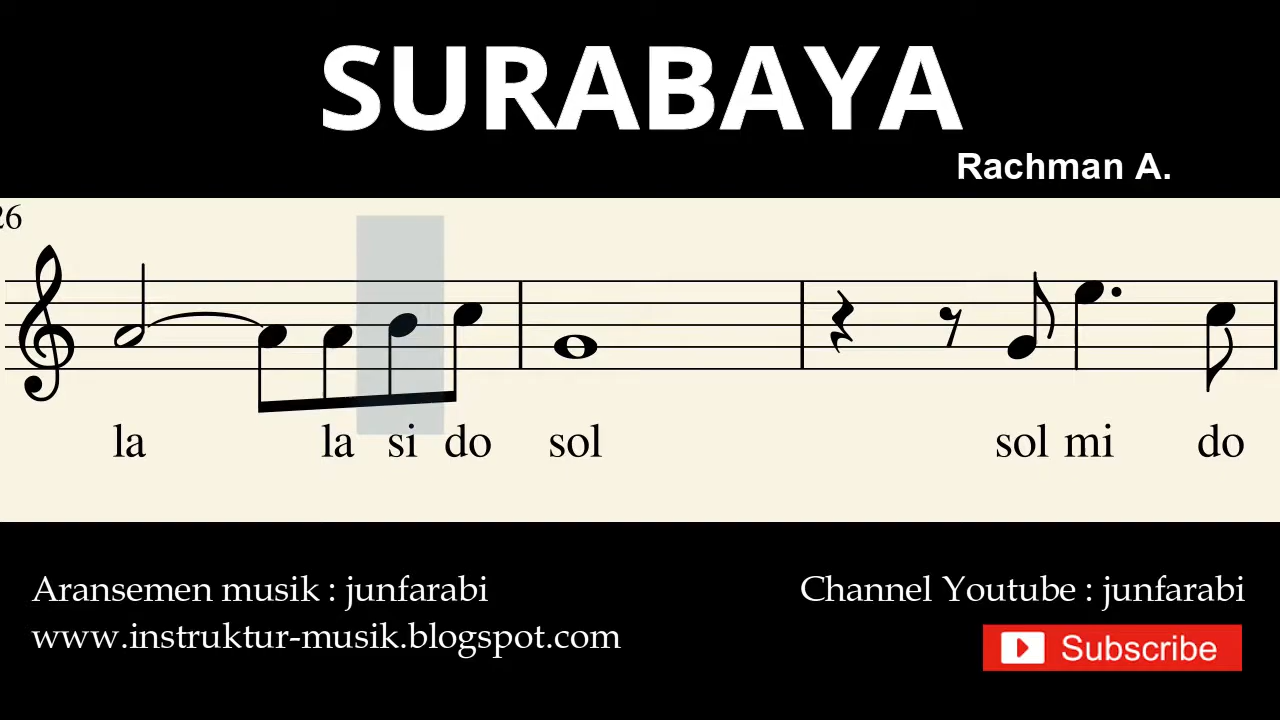 SURABAYA
Rachman A.
26
la la si do sol sol mi do
Aransemen musik : junfarabi
Channel Youtube : junfarabi
www.instruktur-musik.blogspot.com
Subscribe